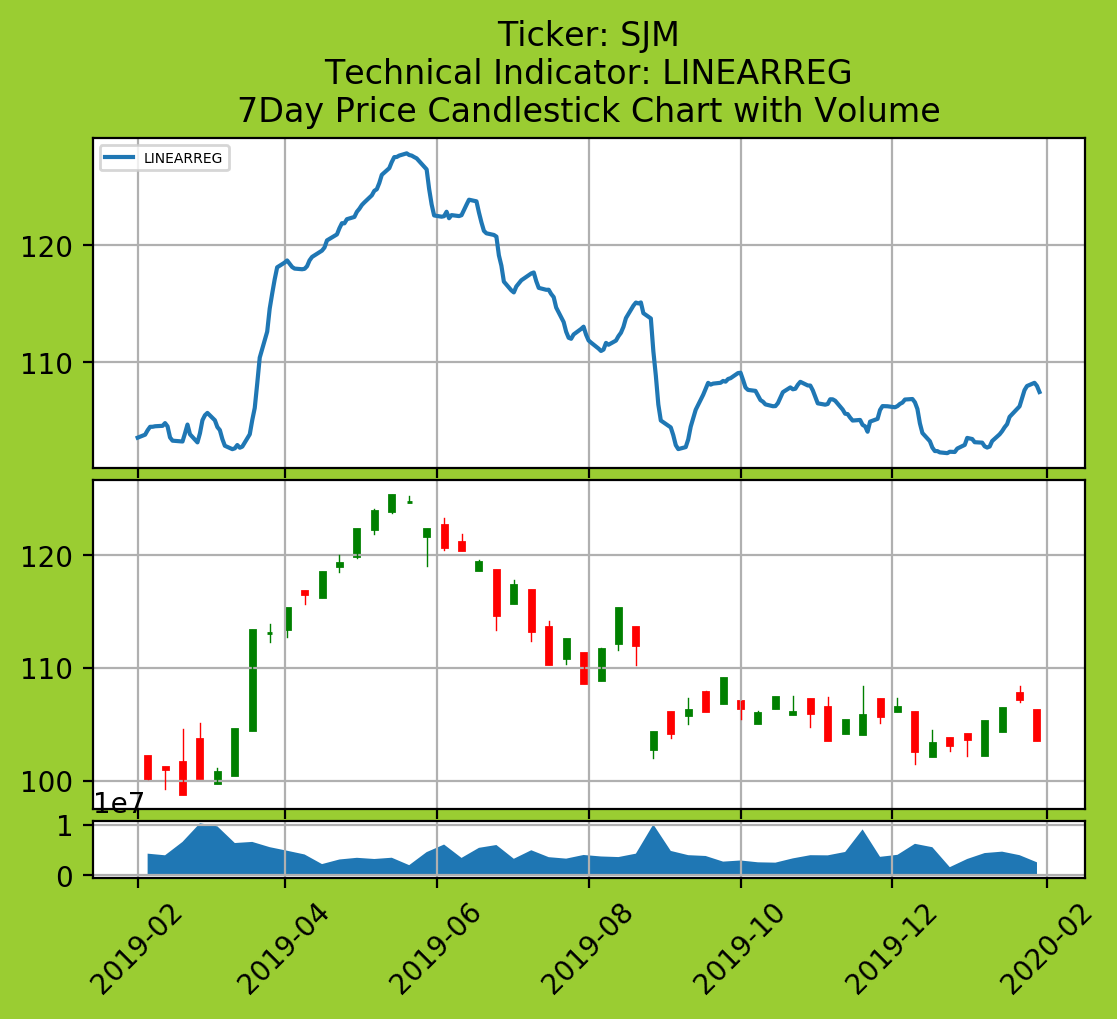 Ticker: SJM
Technical Indicator: LINEARREG
7Day Price Candlestick Chart with Volume
LINEARREG
120
110
120
110
100
1e7
1
0
2019-02
2019-04
2019-06
2019-08
2019-10
2019-12
2020-02